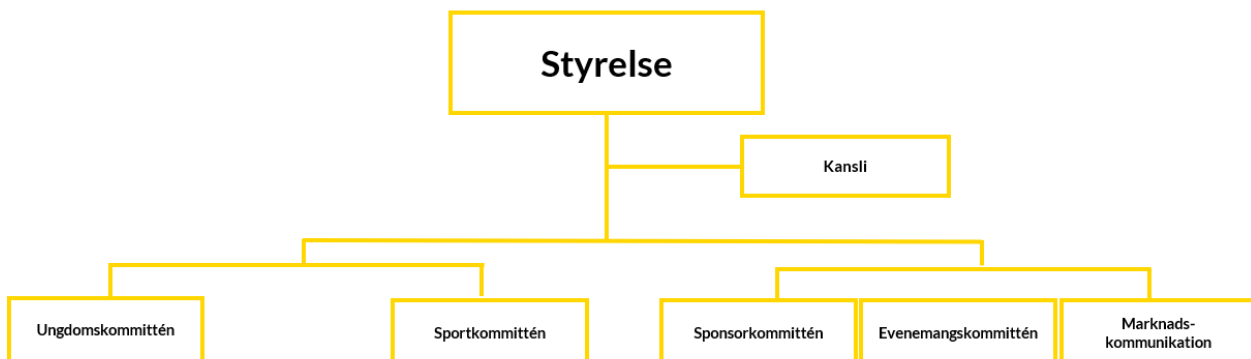 Styrelse
Kansli
Ungdomskommittén
Sportkommittén
Sponsorkommittén
Evenemangskommittén
Marknads-
kommunikation